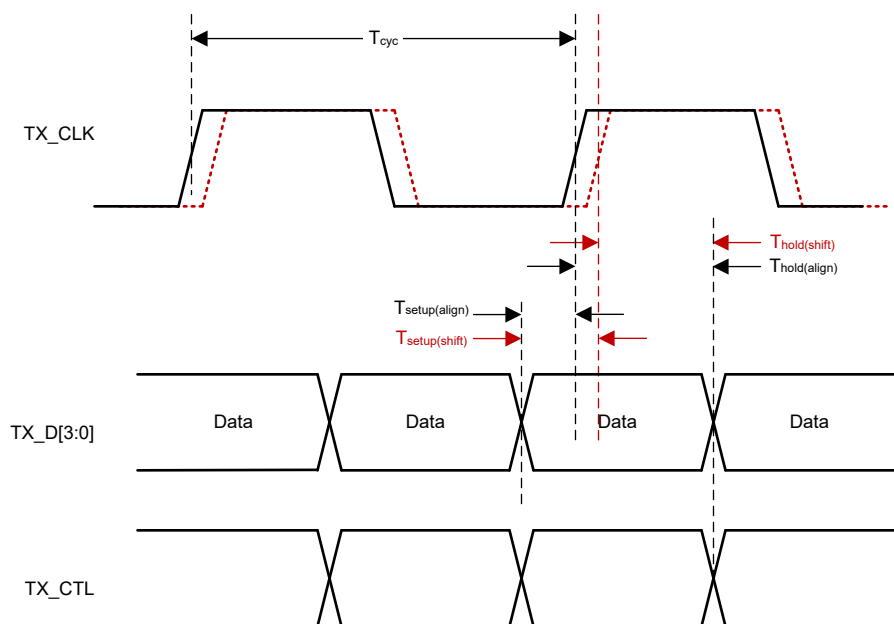 Tcyc
TX_CLK
Thold(shift)
Thold(align)
Tsetup(align)
Tsetup(shift)
TX_D[3:0]
Data Data Data Data
TX_CTL